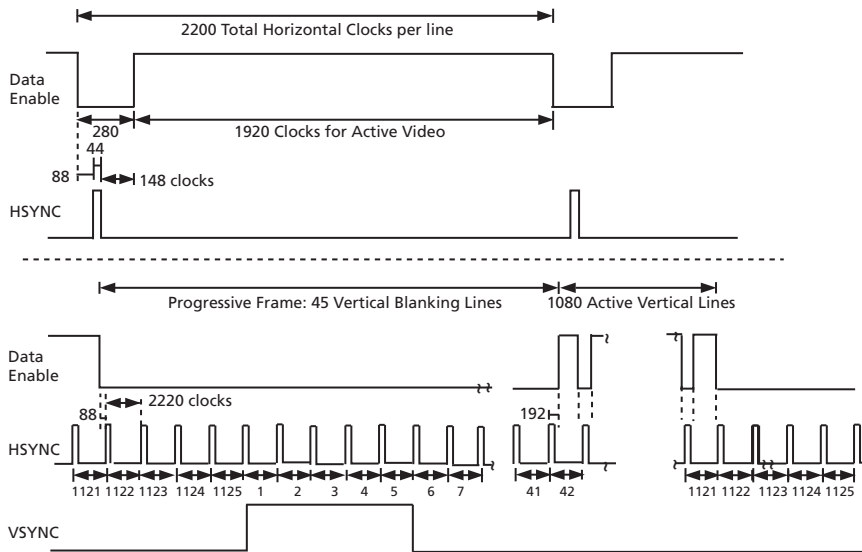 2200 Total Horizontal Clocks per line
Data
Enable
280
1920 Clocks for Active Video
44
88
148 clocks
HSYNC
Progressive Frame: 45 Vertical Blanking Lines
1080 Active Vertical Lines
Data
Enable
88
2220 clocks
192
HSYNC
1121 1122 1123 1124 1125 1 2 3 4 5 6 7 41 42 1121 1122 1123 1124 1125
VSYNC